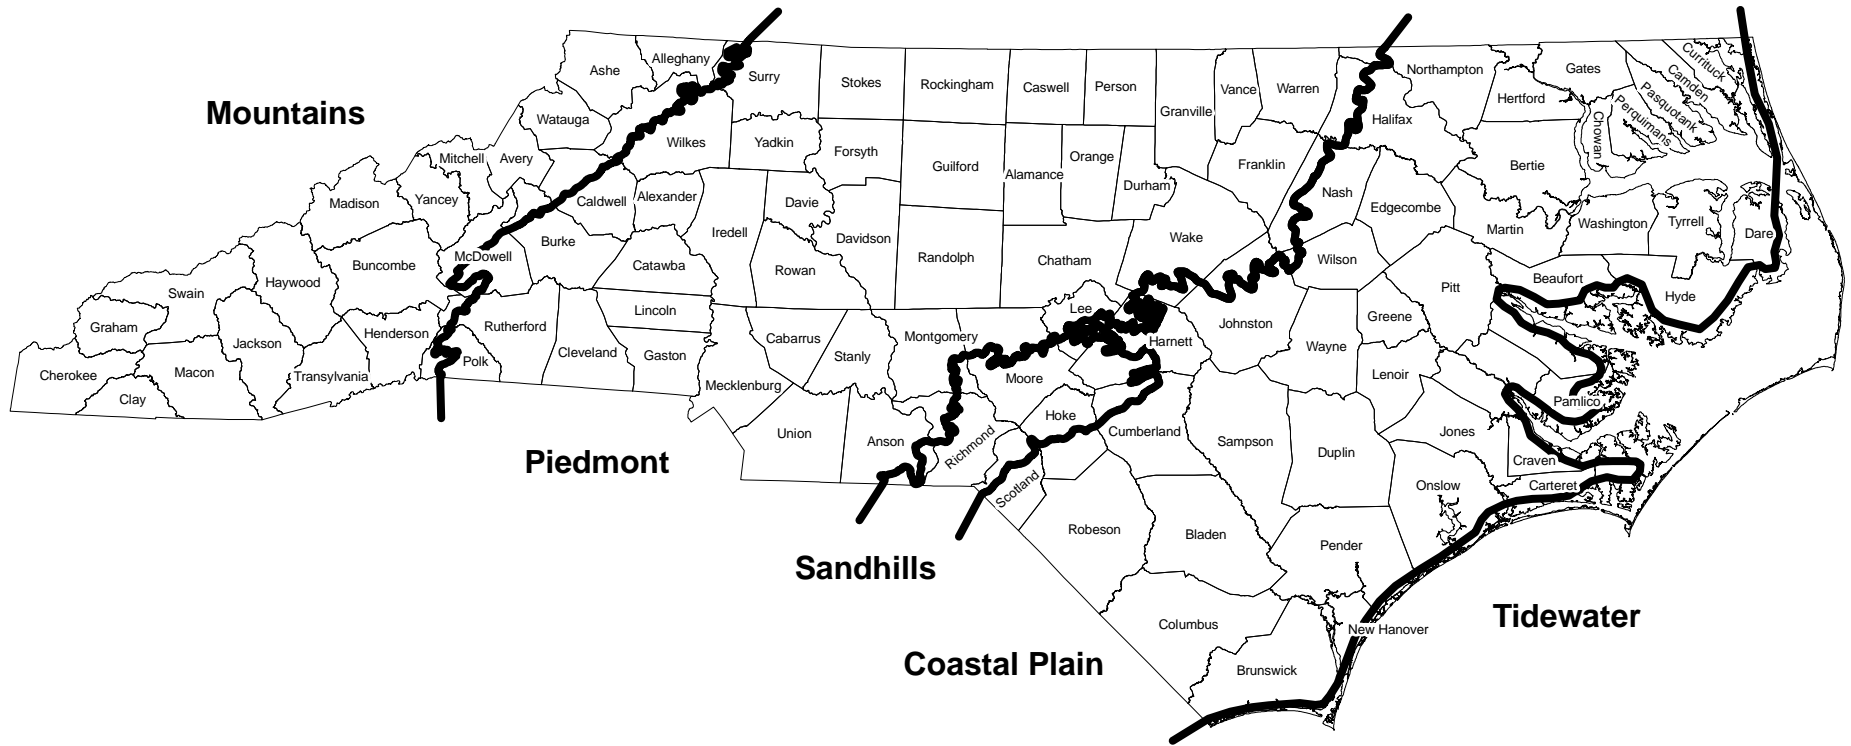 Mountains
Piedmont
Sandhills
Coastal Plain
Tidewater
Ashe
Alleghany
Surry
Stokes
Rockingham
Caswell
Person
Granville
Vance
Warren
Northampton
Gates
Currituck
Camden
Pasquotank
Perquimans
Chowan
Hertford
Halifax
Watauga
Wilkes
Yadkin
Forsyth
Guilford
Alamance
Orange
Durham
Franklin
Nash
Bertie
Mitchell
Avery
Madison
Yancey
Caldwell
Alexander
Davie
Iredell
Davidson
Randolph
Chatham
Wake
Edgecombe
Martin
Washington
Tyrrell
Dare
Swain
Haywood
Buncombe
McDowell
Burke
Catawba
Rowan
Wilson
Pitt
Beaufort
Hyde
Graham
Jackson
Henderson
Rutherford
Lincoln
Cabarrus
Stanly
Montgomery
Lee
Harnett
Johnston
Greene
Wayne
Cherokee
Clay
Macon
Transylvania
Polk
Cleveland
Gaston
Mecklenburg
Moore
Lenoir
Pamlico
Union
Anson
Richmond
Hoke
Scotland
Cumberland
Sampson
Duplin
Jones
Craven
Carteret
Onslow
Robeson
Bladen
Pender
Columbus
New Hanover
Brunswick